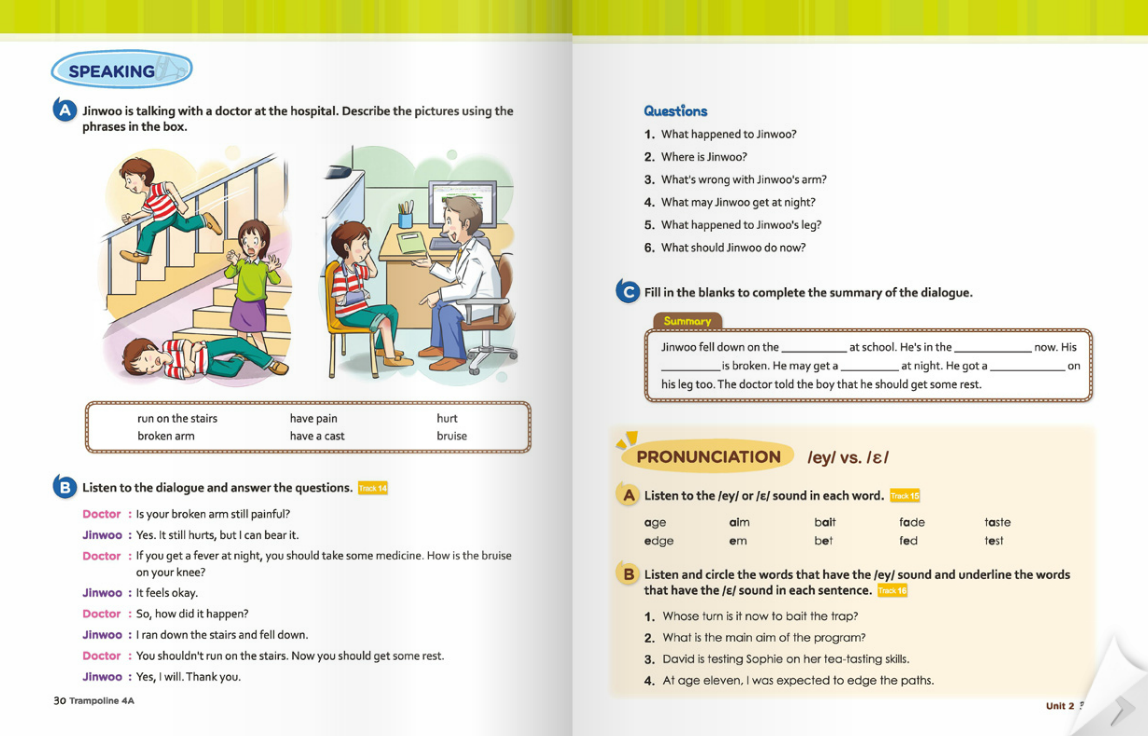 SPEAKING
A Jinwoo is talking with a doctor at the hospital. Describe the pictures using the
phrases in the box.
run on the stairs have pain hurt
broken arm have a cast bruise
B Listen to the dialogue and answer the questions. Track 14
Doctor : Is your broken arm still painful?
Jinwoo : Yes. It still hurts, but I can bear it.
Doctor : If you get a fever at night, you should take some medicine. How is the bruise
on your knee?
Jinwoo : It feels okay.
Doctor : So, how did it happen?
Jinwoo : I ran down the stairs and fell down.
Doctor : You shouldn't run on the stairs. Now you should get some rest.
Jinwoo : Yes, I will. Thank you.
30 Trampoline 4A
Questions
1. What happened to Jinwoo?
2. Where is Jinwoo?
3. What's wrong with Jinwoo's arm?
4. What may Jinwoo get at night?
5. What happened to Jinwoo's leg?
6. What should Jinwoo do now?
C Fill in the blanks to complete the summary of the dialogue.
Summary
Jinwoo fell down on the __________ at school. He's in the ____________ now. His
_________ is broken. He may get a _________ at night. He got a ____________ on
his leg too. The doctor told the boy that he should get some rest.
PRONUNCIATION /ey/ vs. /ɛ/
A Listen to the /ey/ or /ɛ/ sound in each word. Track 15
age aim bait fade taste
edge em bet fed test
B Listen and circle the words that have the /ey/ sound and underline the words
that have the /ɛ/ sound in each sentence. Track 16
1. Whose turn is it now to bait the trap?
2. What is the main aim of the program?
3. David is testing Sophie on her tea-tasting skills.
4. At age eleven, I was expected to edge the paths.
Unit 2